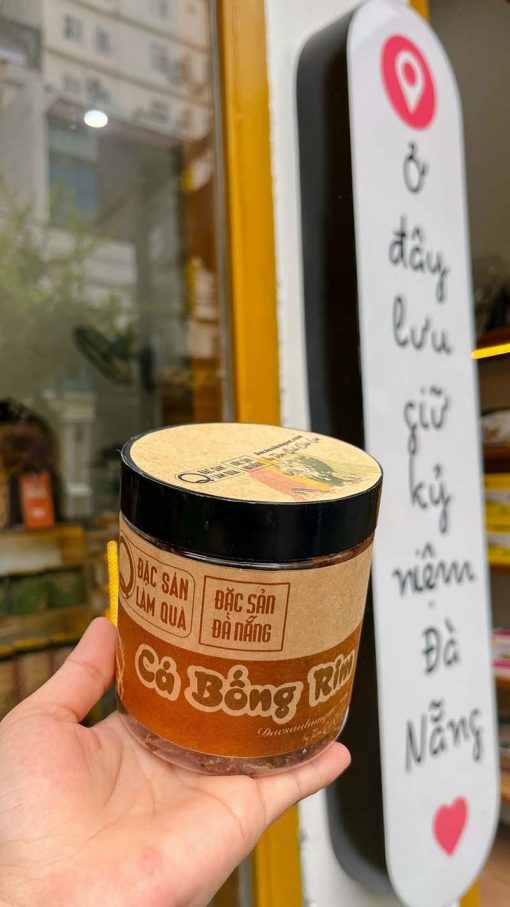 ĐẶC SẢN
LÀM QUÀ
ĐẶC SẢN
ĐÀ NẴNG
Cá Bống Rim
Ở
đây
lưu
giữ
kỷ
niệm
Đà
Nẵng